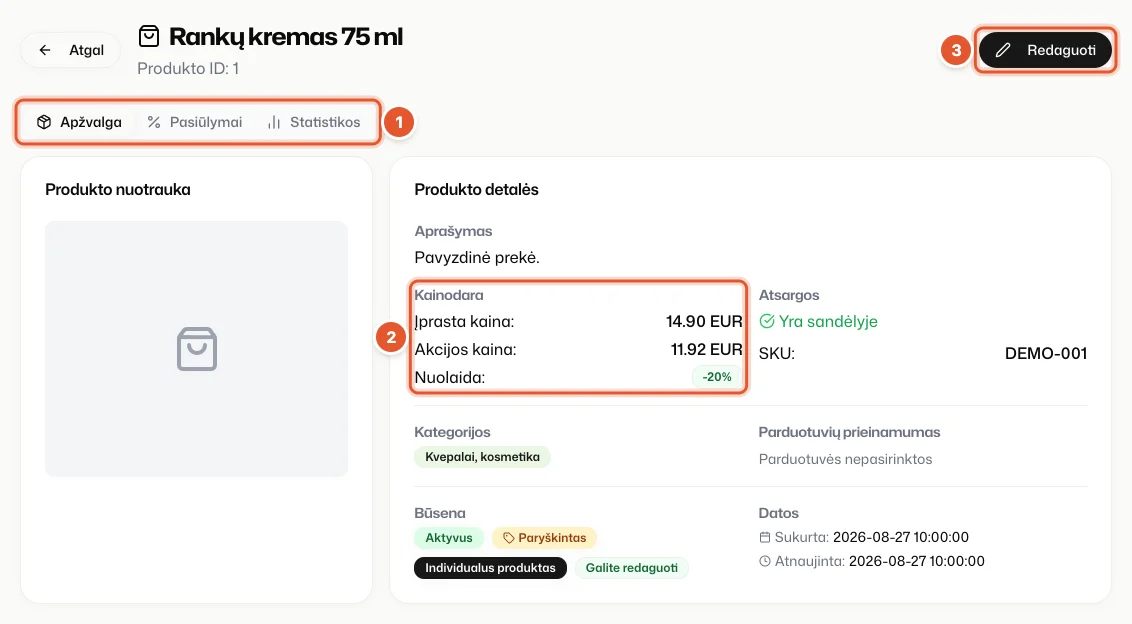 Atgal
Rankų kremas 75 ml
Produkto ID: 1
3
Redaguoti
Apžvalga
Pasiūlymai
Statistikos
1
Produkto nuotrauka
Produkto detalės
Aprašymas
Pavyzdinė prekė.
Kainodara
Įprasta kaina: 14.90 EUR
Akcijos kaina: 11.92 EUR
Nuolaida: -20%
2
Atsargos
Yra sandėlyje
SKU: DEMO-001
Kategorijos
Kvepalai, kosmetika
Parduotuvių prieinamumas
Parduotuvės nepasirinktos
Būsena
Aktyvus
Paryškintas
Individualus produktas
Galite redaguoti
Datos
Sukurta: 2026-08-27 10:00:00
Atnaujinta: 2026-08-27 10:00:00